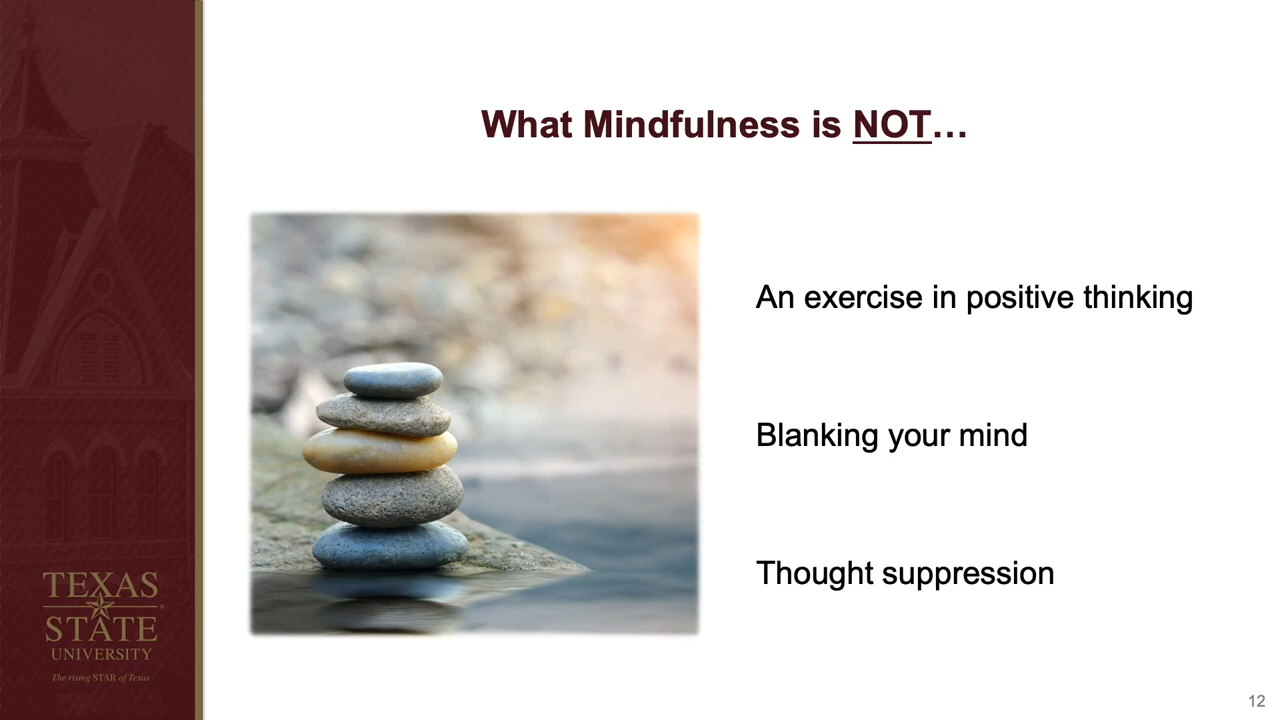 What Mindfulness is NOT…
An exercise in positive thinking
Blanking your mind
Thought suppression
TEXAS
STATE
UNIVERSITY
The rising STAR of Texas
12